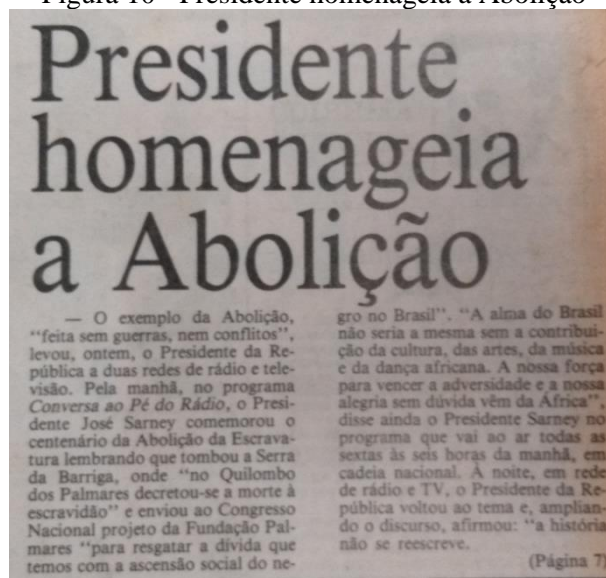 Figura 16 - Presidente homenageia a Abolição
Presidente
homenageia
a Abolição
— O exemplo da Abolição,
“feita sem guerras, nem conflitos”,
levou, ontem, o Presidente da Re-
pública a duas redes de rádio e tele-
visão. Pela manhã, no programa
Conversa ao Pé do Rádio, o Presi-
dente José Sarney comemorou o
centenário da Abolição da Escrava-
tura lembrando que tombou a Serra
da Barriga, onde “no Quilombo
dos Palmares decretou-se a morte à
escravidão” e enviou ao Congresso
Nacional projeto da Fundação Pal-
mares “para resgatar a dívida que
temos com a ascensão social do ne-
gro no Brasil”. “A alma do Brasil
não seria a mesma sem a contribui-
ção da cultura, das artes, da música
e da dança africana. A nossa força
para vencer a adversidade e a nossa
alegria sem dúvida vêm da África”,
disse ainda o Presidente Sarney no
programa que vai ao ar todas as
sextas às seis horas da manhã, em
cadeia nacional. À noite, em rede
de rádio e TV, o Presidente da Re-
pública voltou ao tema e, amplian-
do o discurso, afirmou: “a história
não se reescreve.
(Página 7)